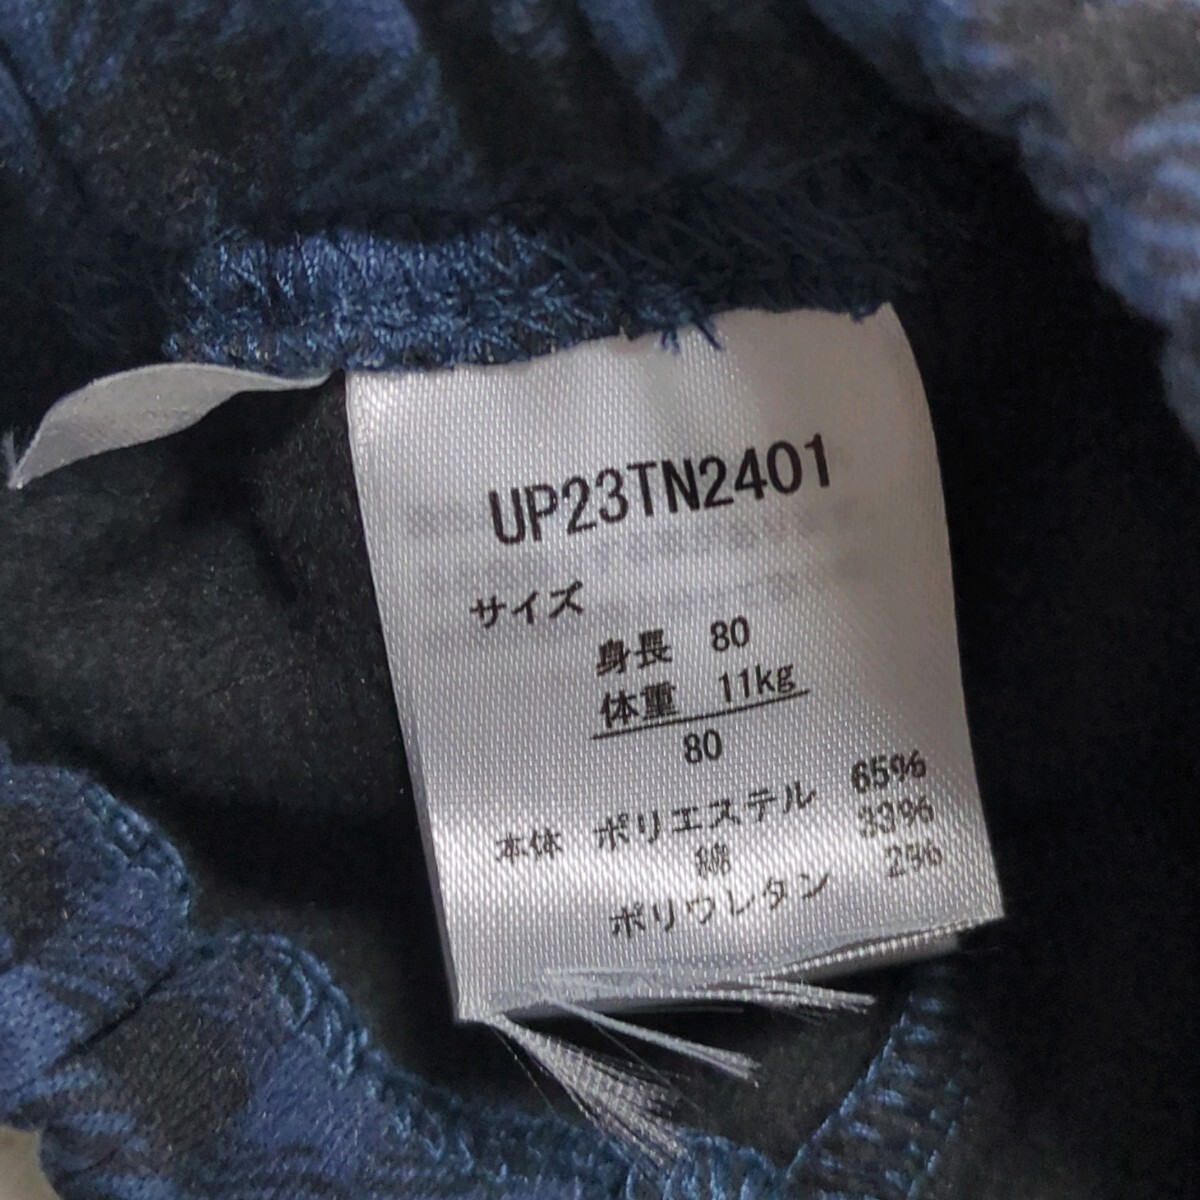 UP23TN2401
サイズ
身長 80
体重 11kg
80
本体 ポリエステル 65%
綿 33%
ポリウレタン 2%